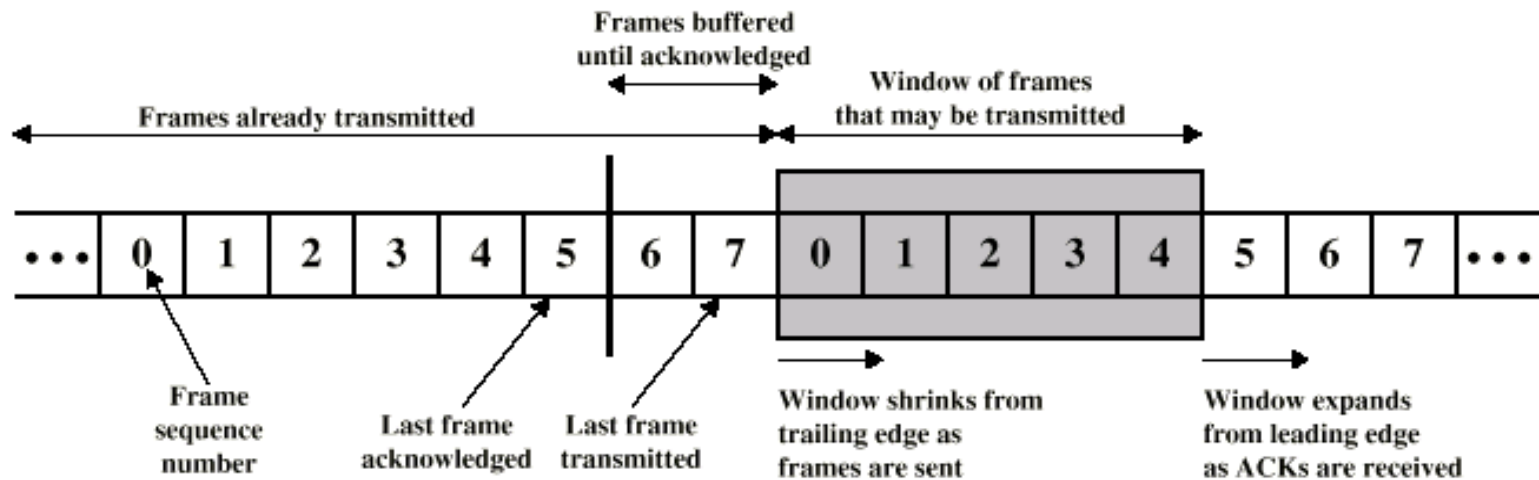 Frames buffered
until acknowledged
Window of frames
that may be transmitted
Frames already transmitted
••• 0 1 2 3 4 5 6 7 0 1 2 3 4 5 6 7 •••
Frame
sequence
number
Last frame
acknowledged
Last frame
transmitted
Window shrinks from
trailing edge as
frames are sent
Window expands
from leading edge
as ACKs are received